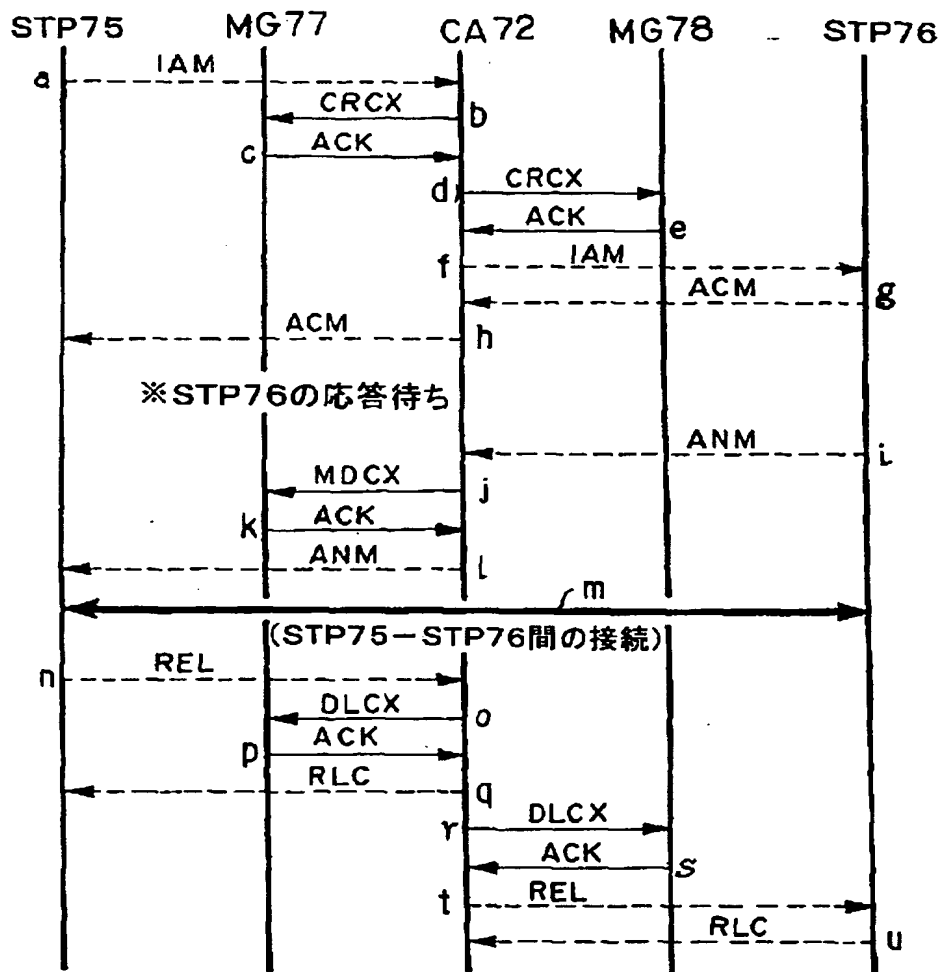 STP75 MG77 CA72 MG78 STP76
a IAM
CRCX b
c ACK
d CRCX
ACK e
f IAM
ACM g
ACM h
※STP76の応答待ち
ANM i
MDCX j
k ACK
ANM l
m
(STP75-STP76間の接続)
n REL
DLCX o
p ACK
RLC q
r DLCX
ACK s
t REL
RLC u